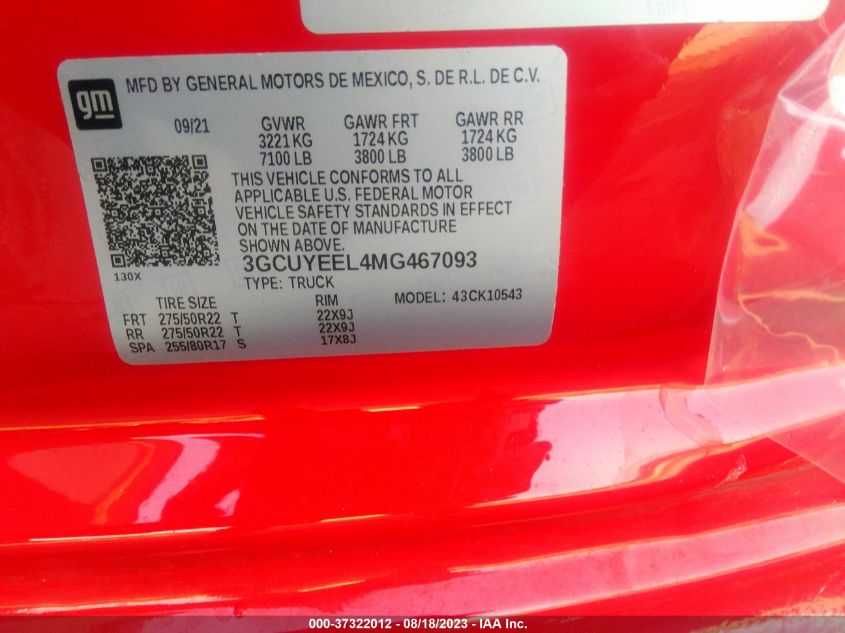 gm
MFD BY GENERAL MOTORS DE MEXICO, S. DE R.L. DE C.V.
09/21 GVWR GAWR FRT GAWR RR
3221 KG 1724 KG 1724 KG
7100 LB 3800 LB 3800 LB
THIS VEHICLE CONFORMS TO ALL
APPLICABLE U.S. FEDERAL MOTOR
VEHICLE SAFETY STANDARDS IN EFFECT
ON THE DATE OF MANUFACTURE
SHOWN ABOVE.
130X
3GCUYEEL4MG467093
TYPE: TRUCK MODEL: 43CK10543
TIRE SIZE RIM
FRT 275/50R22 T 22X9J
RR 275/50R22 T 22X9J
SPA 255/80R17 S 17X8J
000-37322012 - 08/18/2023 - IAA Inc.